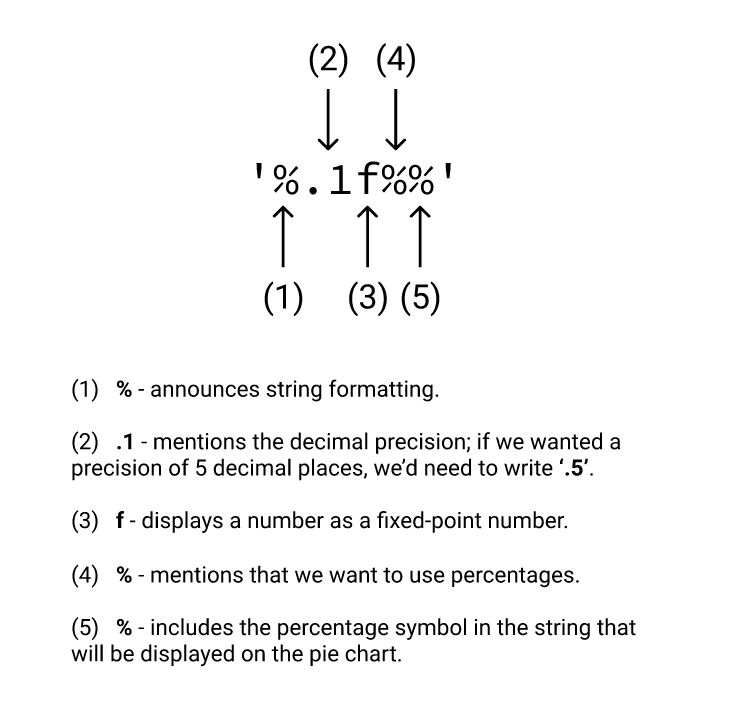 (2) (4)
'%.1f%%'
(1) (3) (5)
(1) % - announces string formatting.
(2) .1 - mentions the decimal precision; if we wanted a
precision of 5 decimal places, we’d need to write ‘.5’.
(3) f - displays a number as a fixed-point number.
(4) % - mentions that we want to use percentages.
(5) % - includes the percentage symbol in the string that
will be displayed on the pie chart.